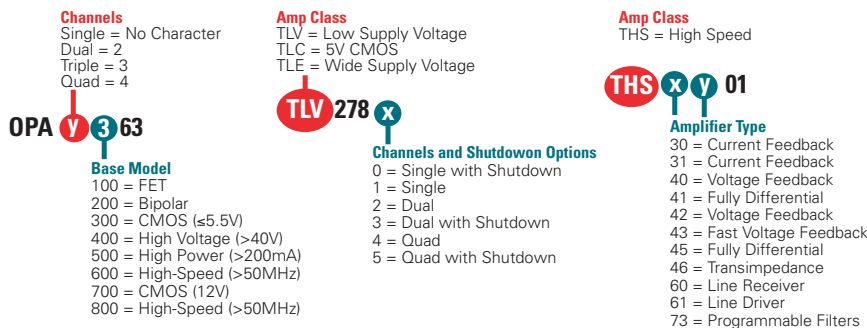 Channels
Single = No Character
Dual = 2
Triple = 3
Quad = 4
OPA y 3 63
Base Model
100 = FET
200 = Bipolar
300 = CMOS (≤5.5V)
400 = High Voltage (>40V)
500 = High Power (>200mA)
600 = High-Speed (>50MHz)
700 = CMOS (12V)
800 = High-Speed (>50MHz)
Amp Class
TLV = Low Supply Voltage
TLC = 5V CMOS
TLE = Wide Supply Voltage
TLV 278 x
Channels and Shutdowon Options
0 = Single with Shutdown
1 = Single
2 = Dual
3 = Dual with Shutdown
4 = Quad
5 = Quad with Shutdown
Amp Class
THS = High Speed
THS x y 01
Amplifier Type
30 = Current Feedback
31 = Current Feedback
40 = Voltage Feedback
41 = Fully Differential
42 = Voltage Feedback
43 = Fast Voltage Feedback
45 = Fully Differential
46 = Transimpedance
60 = Line Receiver
61 = Line Driver
73 = Programmable Filters